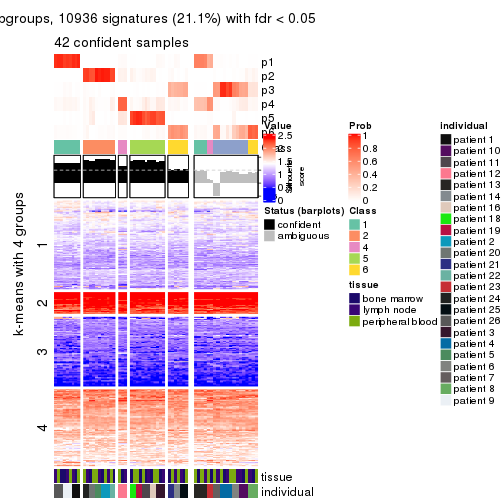 ogroups, 10936 signatures (21.1%) with fdr < 0.05
42 confident samples
p1
p2
p3
p4
p5
k-means with 4 groups
1
2
3
4
tissue
individual
Value
2.5
2
1.5
1
0.5
0
score
Status (barplots)
confident
ambiguous
Prob
1
0.8
0.6
0.4
0.2
0
Class
1
2
4
5
6
tissue
bone marrow
lymph node
peripheral blood
individual
patient 1
patient 10
patient 11
patient 12
patient 13
patient 14
patient 16
patient 18
patient 19
patient 2
patient 20
patient 21
patient 22
patient 23
patient 24
patient 25
patient 26
patient 3
patient 4
patient 5
patient 6
patient 7
patient 8
patient 9